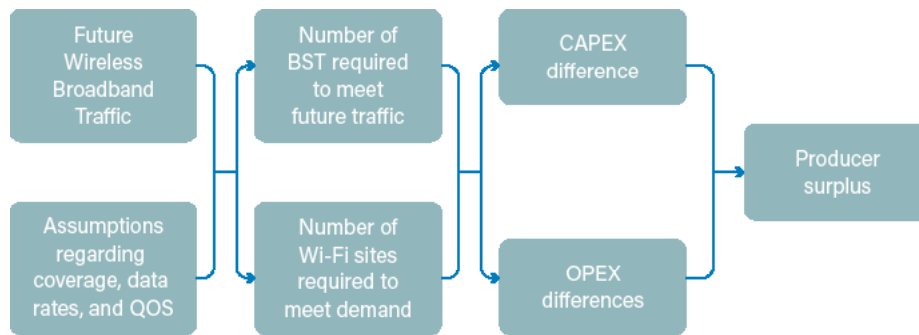 Future
Wireless
Broadband
Traffic
Number of
BST required
to meet
future traffic
CAPEX
difference
Producer
surplus
Assumptions
regarding
coverage, data
rates, and QOS
Number of
Wi-Fi sites
required to
meet demand
OPEX
differences